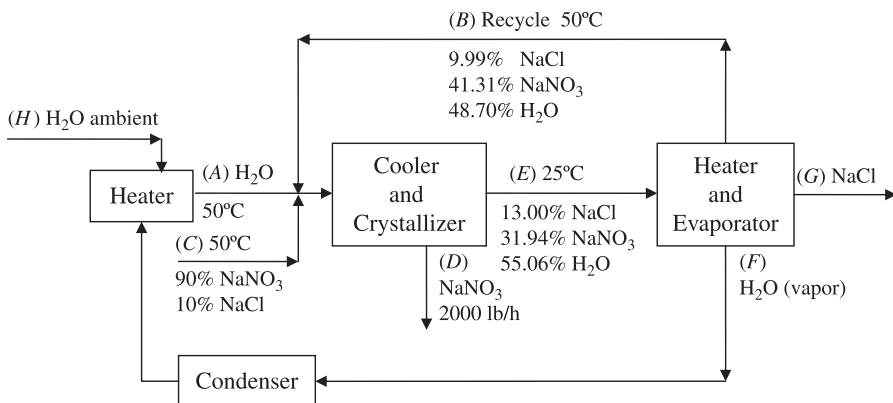 (B) Recycle 50ºC
9.99% NaCl
41.31% NaNO₃
48.70% H₂O
(H) H₂O ambient
Heater
(A) H₂O
50ºC
(C) 50ºC
90% NaNO₃
10% NaCl
Cooler
and
Crystallizer
(D)
NaNO₃
2000 lb/h
(E) 25ºC
13.00% NaCl
31.94% NaNO₃
55.06% H₂O
Heater
and
Evaporator
(G) NaCl
(F)
H₂O (vapor)
Condenser